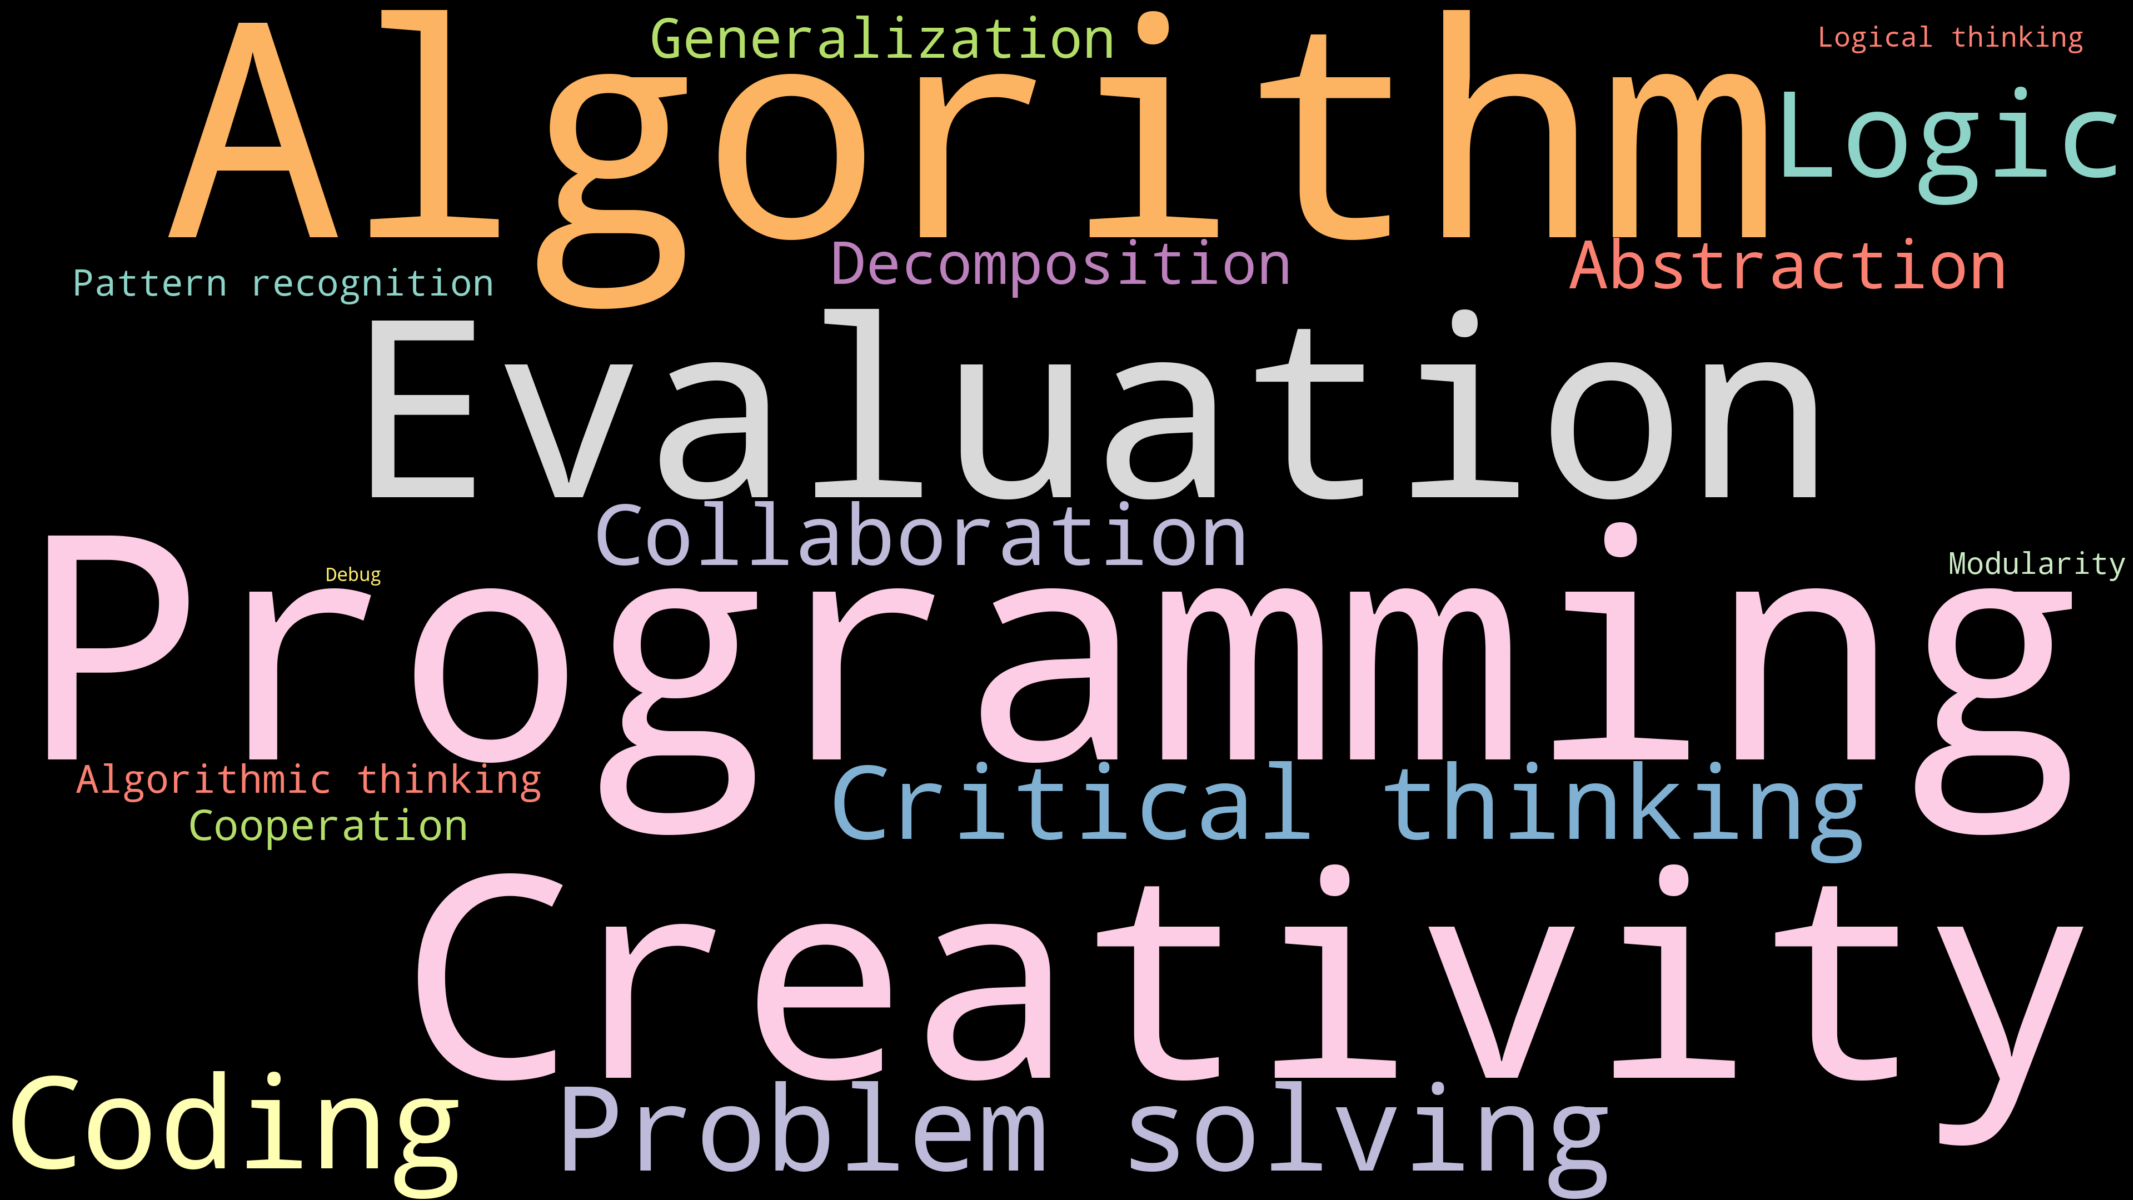 Generalization
Logical thinking
Algorithm
Logic
Pattern recognition
Decomposition
Abstraction
Evaluation
Collaboration
Debug
Modularity
Programming
Algorithmic thinking
Critical thinking
Cooperation
Creativity
Coding
Problem solving